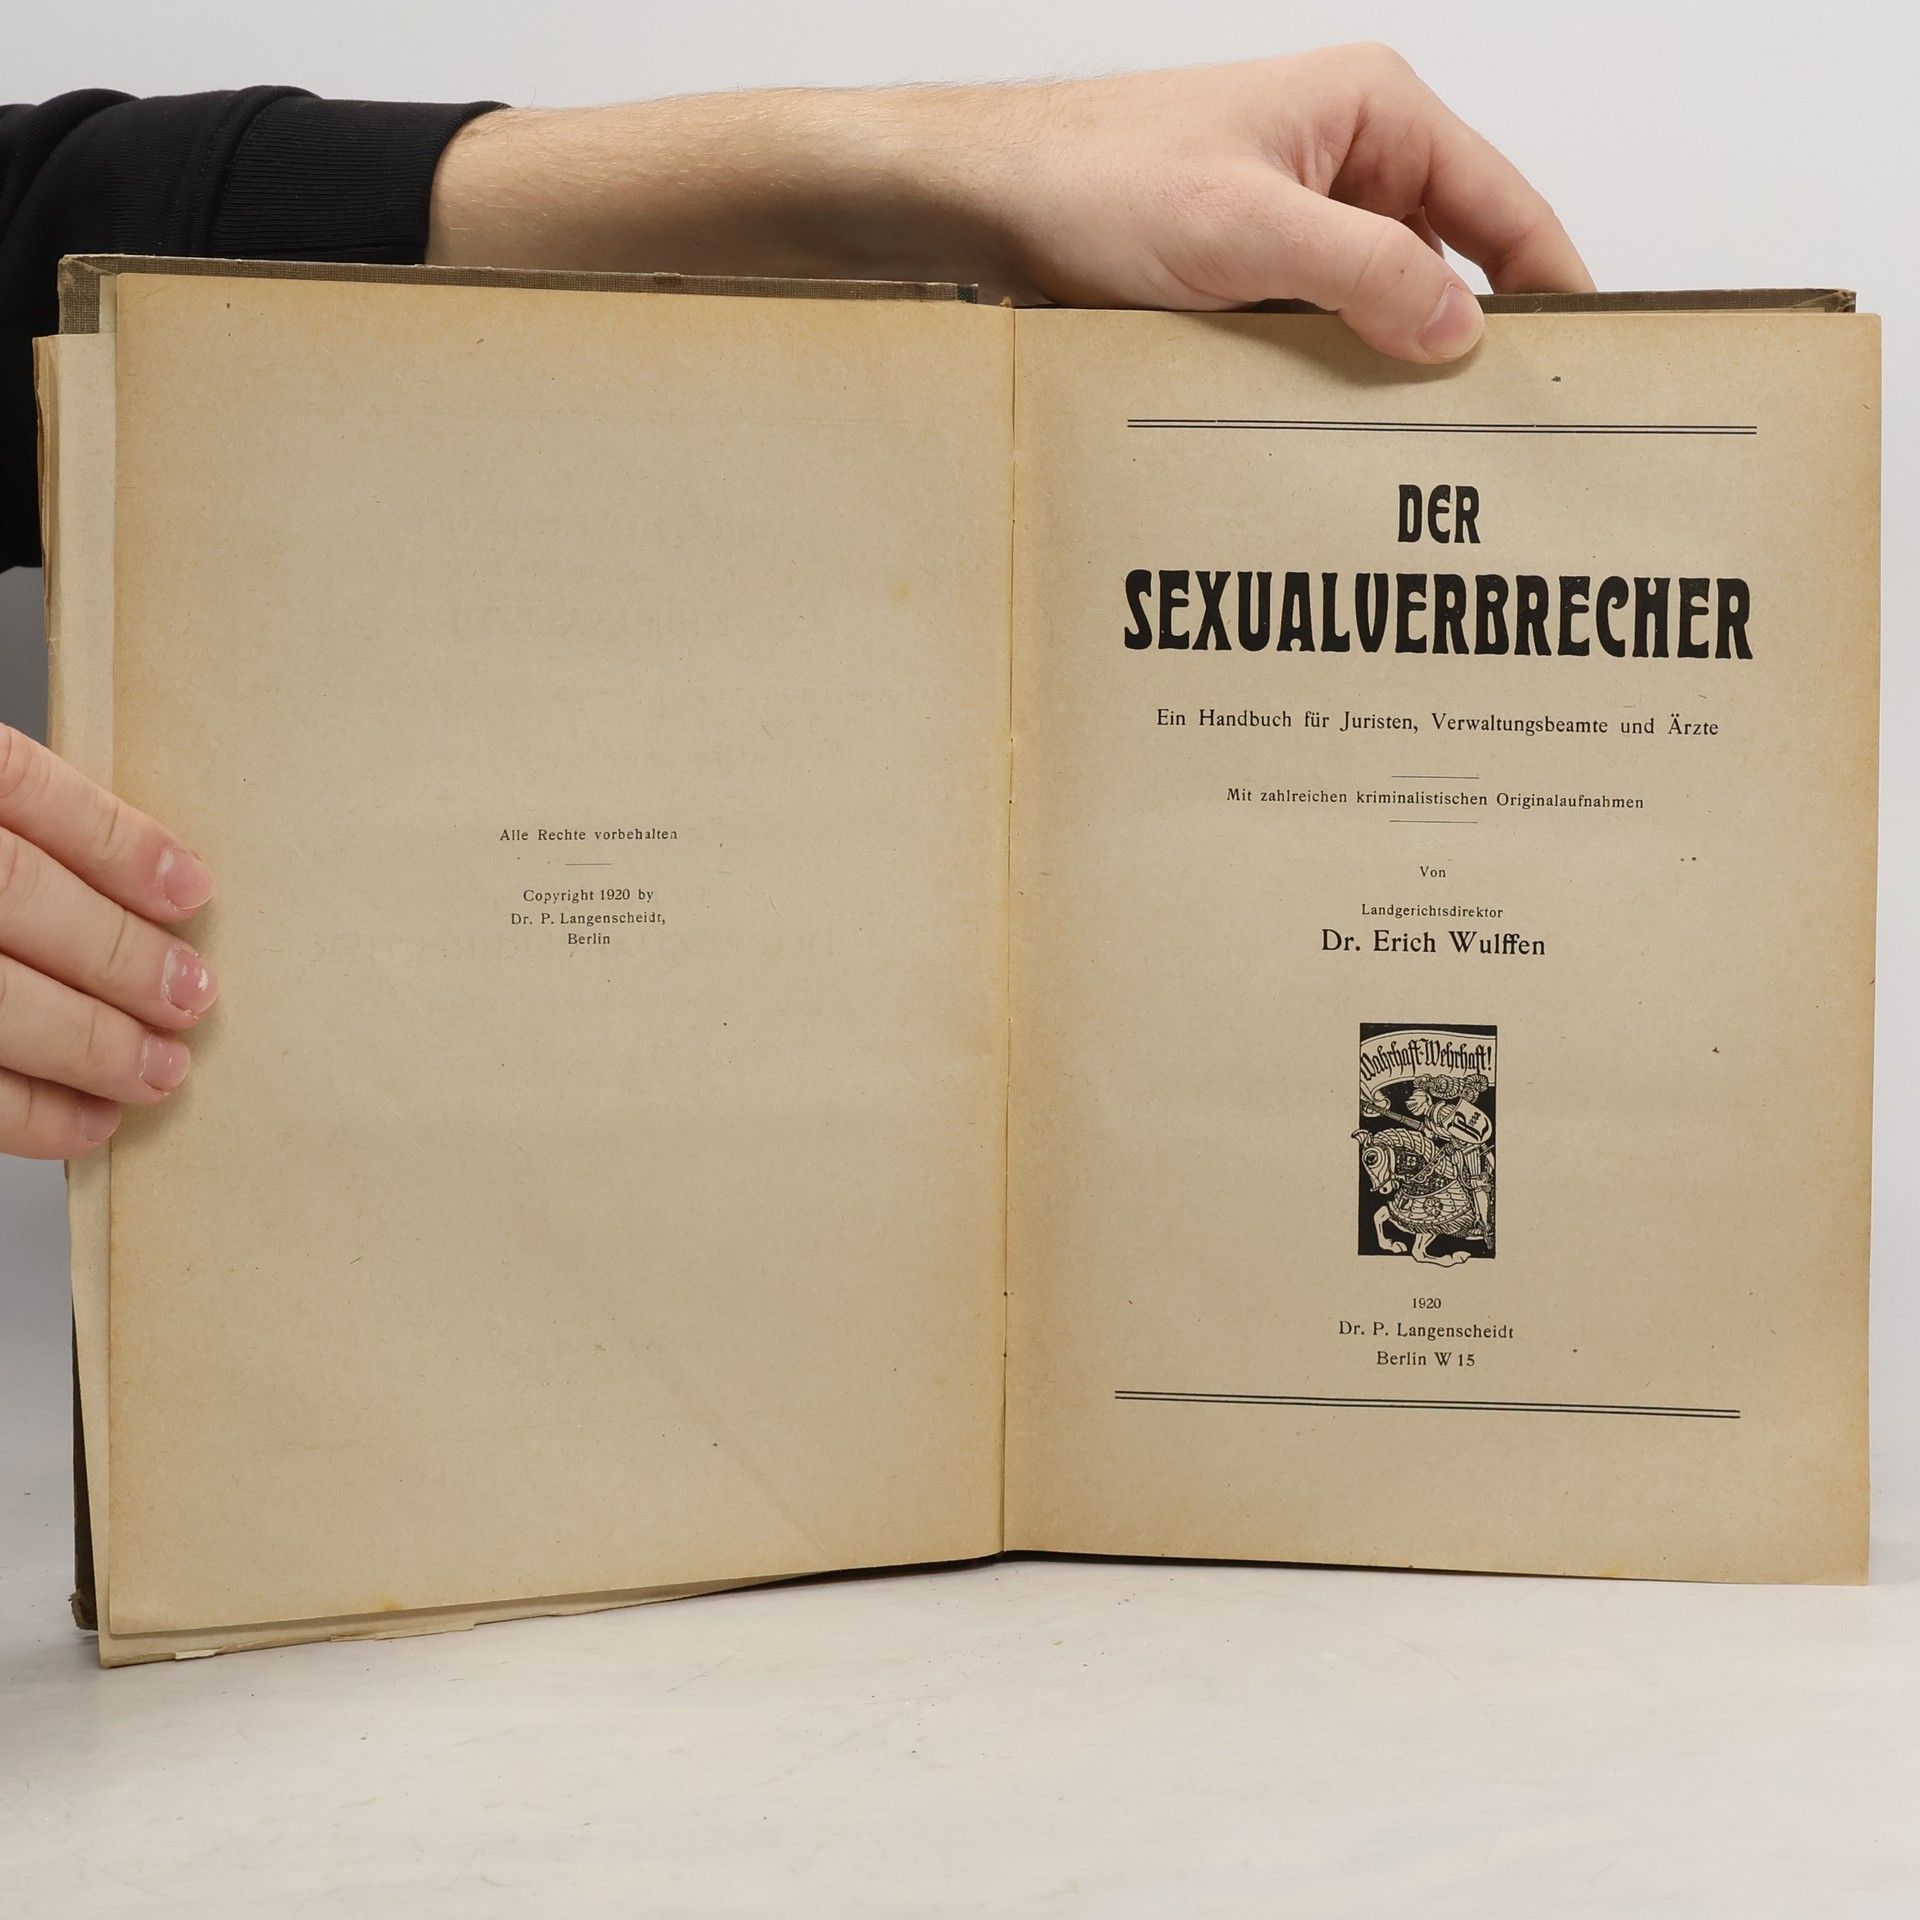 Alle Rechte vorbehalten
Copyright 1920 by
Dr. P. Langenscheidt,
Berlin
DER
SEXUALVERBRECHER
Ein Handbuch für Juristen, Verwaltungsbeamte und Ärzte
Mit zahlreichen kriminalistischen Originalaufnahmen
Von
Landgerichtsdirektor
Dr. Erich Wulffen
Wahrhaft-Wehrhaft!
1920
Dr. P. Langenscheidt
Berlin W 15